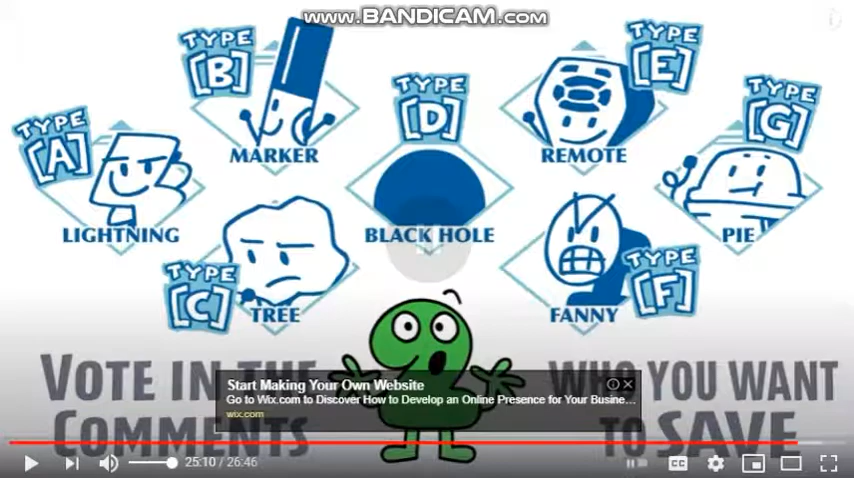 WWW.BANDICAM.COM
TYPE
[A]
LIGHTNING
TYPE
[B]
MARKER
TYPE
[C]
TREE
TYPE
[D]
BLACK HOLE
TYPE
[E]
REMOTE
TYPE
[F]
FANNY
TYPE
[G]
PIE
VOTE IN THE
COMMENTS
WHO YOU WANT
TO SAVE
Start Making Your Own Website
Go to Wix.com to Discover How to Develop an Online Presence for Your Busine...
wix.com
25:10 / 26:46
CC